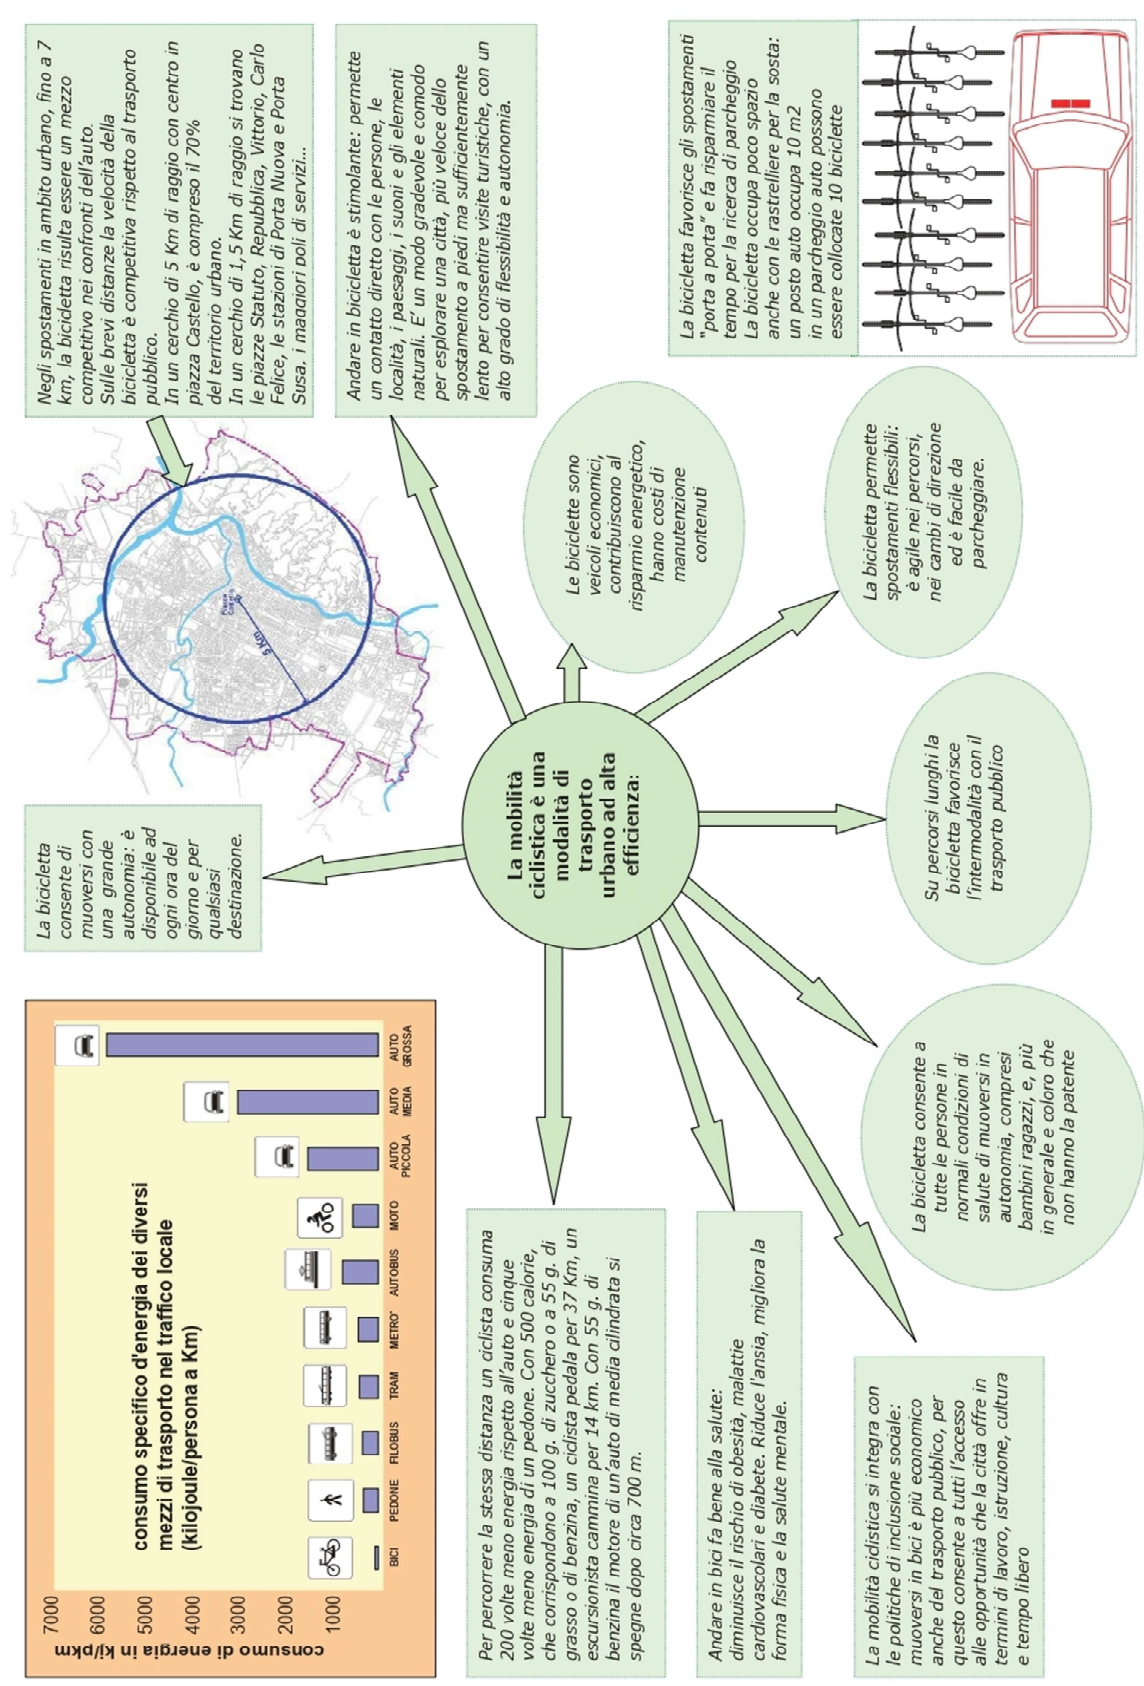 consumo specifico d'energia dei diversi
mezzi di trasporto nel traffico locale
(kilojoule/persona a Km)
consumo di energia in kj/pkm
7000
6000
5000
4000
3000
2000
1000
BICI
PEDONE
FILOBUS
TRAM
METRO'
AUTOBUS
MOTO
AUTO
PICCOLA
AUTO
MEDIA
AUTO
GROSSA
La bicicletta
consente di
muoversi con
una grande
autonomia: è
disponibile ad
ogni ora del
giorno e per
qualsiasi
destinazione.
Piazza
Castello
5 Km
Negli spostamenti in ambito urbano, fino a 7
km, la bicicletta risulta essere un mezzo
competitivo nei confronti dell'auto.
Sulle brevi distanze la velocità della
bicicletta è competitiva rispetto al trasporto
pubblico.
In un cerchio di 5 Km di raggio con centro in
piazza Castello, è compreso il 70%
del territorio urbano.
In un cerchio di 1,5 Km di raggio si trovano
le piazze Statuto, Repubblica, Vittorio, Carlo
Felice, le stazioni di Porta Nuova e Porta
Susa. i maggiori poli di servizi...
Andare in bicicletta è stimolante: permette
un contatto diretto con le persone, le
località, i paesaggi, i suoni e gli elementi
naturali. E' un modo gradevole e comodo
per esplorare una città, più veloce dello
spostamento a piedi ma sufficientemente
lento per consentire visite turistiche, con un
alto grado di flessibilità e autonomia.
La mobilità
ciclistica è una
modalità di
trasporto
urbano ad alta
efficienza:
Per percorrere la stessa distanza un ciclista consuma
200 volte meno energia rispetto all'auto e cinque
volte meno energia di un pedone. Con 500 calorie,
che corrispondono a 100 g. di zucchero o a 55 g. di
grasso o di benzina, un ciclista pedala per 37 Km, un
escursionista cammina per 14 km. Con 55 g. di
benzina il motore di un'auto di media cilindrata si
spegne dopo circa 700 m.
Le biciclette sono
veicoli economici,
contribuiscono al
risparmio energetico,
hanno costi di
manutenzione
contenuti
La bicicletta favorisce gli spostamenti
"porta a porta" e fa risparmiare il
tempo per la ricerca di parcheggio
La bicicletta occupa poco spazio
anche con le rastrelliere per la sosta:
un posto auto occupa 10 m2
in un parcheggio auto possono
essere collocate 10 biciclette
Andare in bici fa bene alla salute:
diminuisce il rischio di obesità, malattie
cardiovascolari e diabete. Riduce l'ansia, migliora la
forma fisica e la salute mentale.
La bicicletta permette
spostamenti flessibili:
è agile nei percorsi,
nei cambi di direzione
ed è facile da
parcheggiare.
Su percorsi lunghi la
bicicletta favorisce
l'intermodalità con il
trasporto pubblico
La bicicletta consente a
tutte le persone in
normali condizioni di
salute di muoversi in
autonomia, compresi
bambini ragazzi, e, più
in generale e coloro che
non hanno la patente
La mobilità ciclistica si integra con
le politiche di inclusione sociale:
muoversi in bici è più economico
anche del trasporto pubblico, per
questo consente a tutti l'accesso
alle opportunità che la città offre in
termini di lavoro, istruzione, cultura
e tempo libero